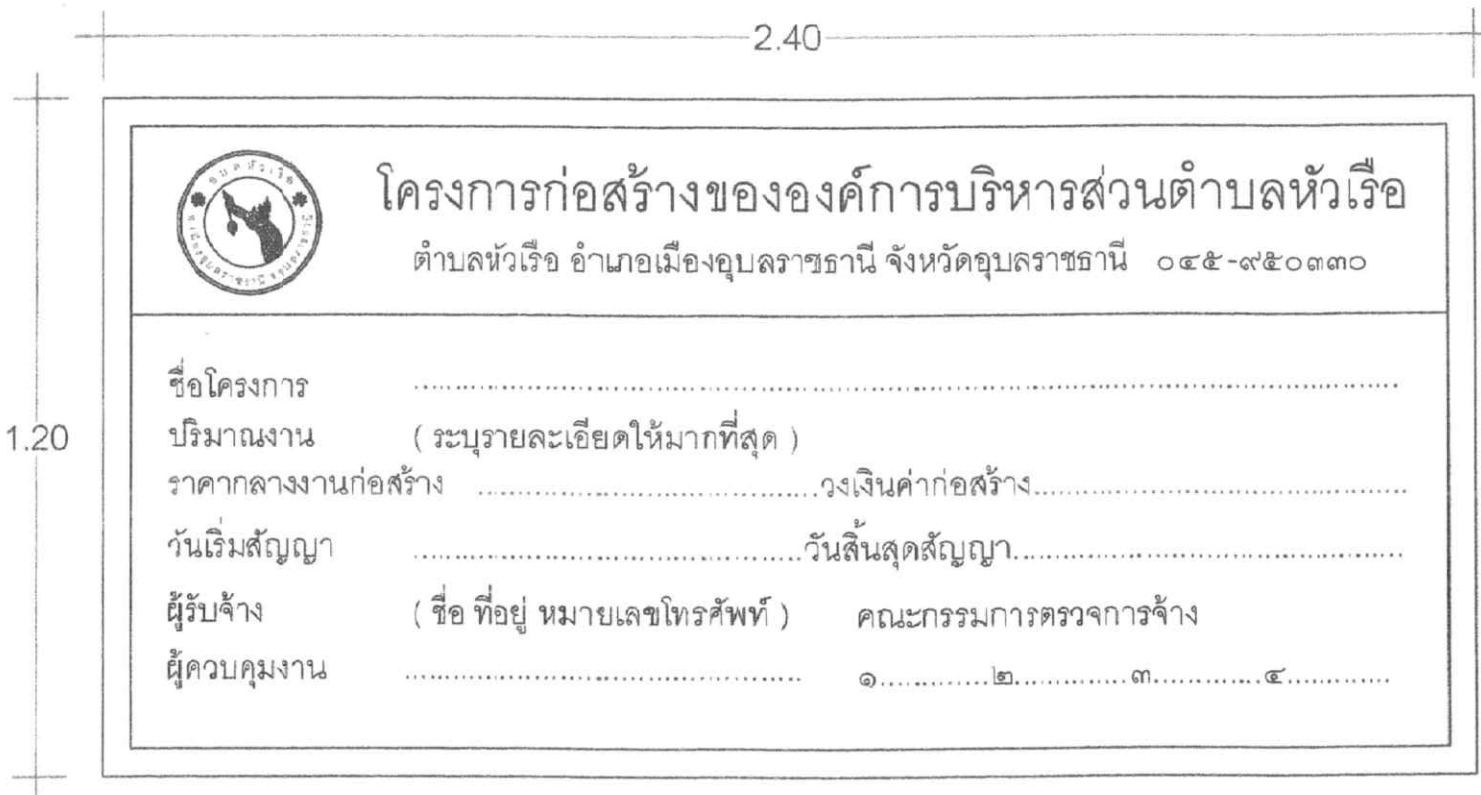 2.40
อบต.หัวเรือ
โครงการก่อสร้างขององค์การบริหารส่วนตำบลหัวเรือ
ตำบลหัวเรือ อำเภอเมืองอุบลราชธานี จังหวัดอุบลราชธานี ๐๔๕-๙๕๐๓๓๐
1.20
ชื่อโครงการ ..........
ปริมาณงาน ( ระบุรายละเอียดให้มากที่สุด )
ราคากลางงานก่อสร้าง ..........วงเงินค่าก่อสร้าง..........
วันเริ่มสัญญา ..........วันสิ้นสุดสัญญา..........
ผู้รับจ้าง ( ชื่อ ที่อยู่ หมายเลขโทรศัพท์ ) คณะกรรมการตรวจการจ้าง
ผู้ควบคุมงาน .......... ๑..........๒..........๓..........๔..........